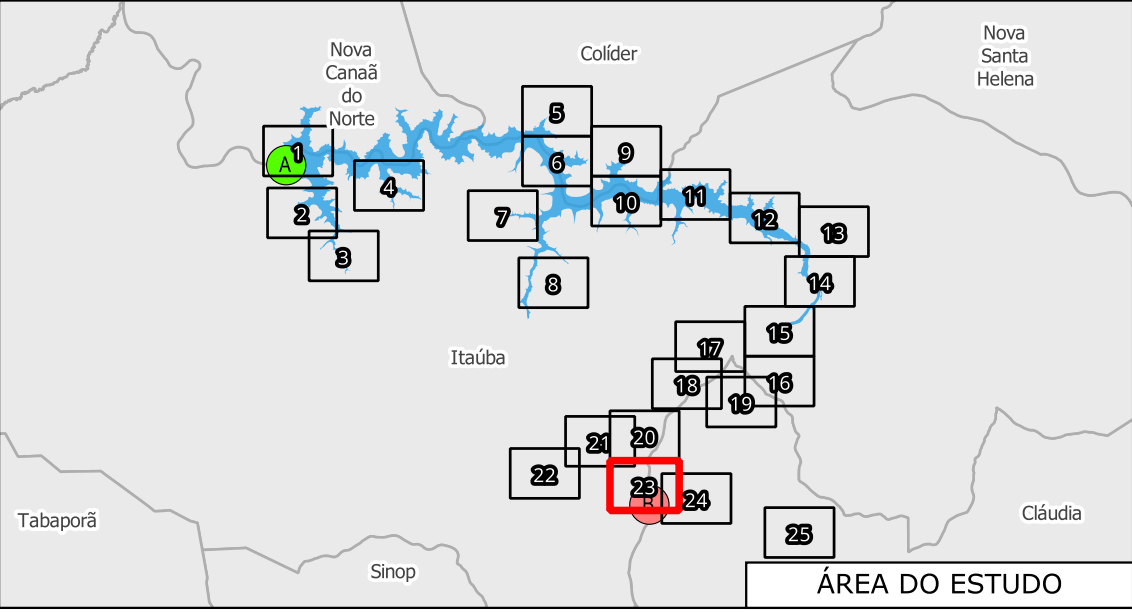 Nova
Canaã
do
Norte
Colíder
Nova
Santa
Helena
5
1
A
6
9
4
11
10
2
7
12
13
3
8
14
15
Itaúba
17
18
16
19
20
21
22
23
B
24
Tabaporã
Cláudia
25
Sinop
ÁREA DO ESTUDO